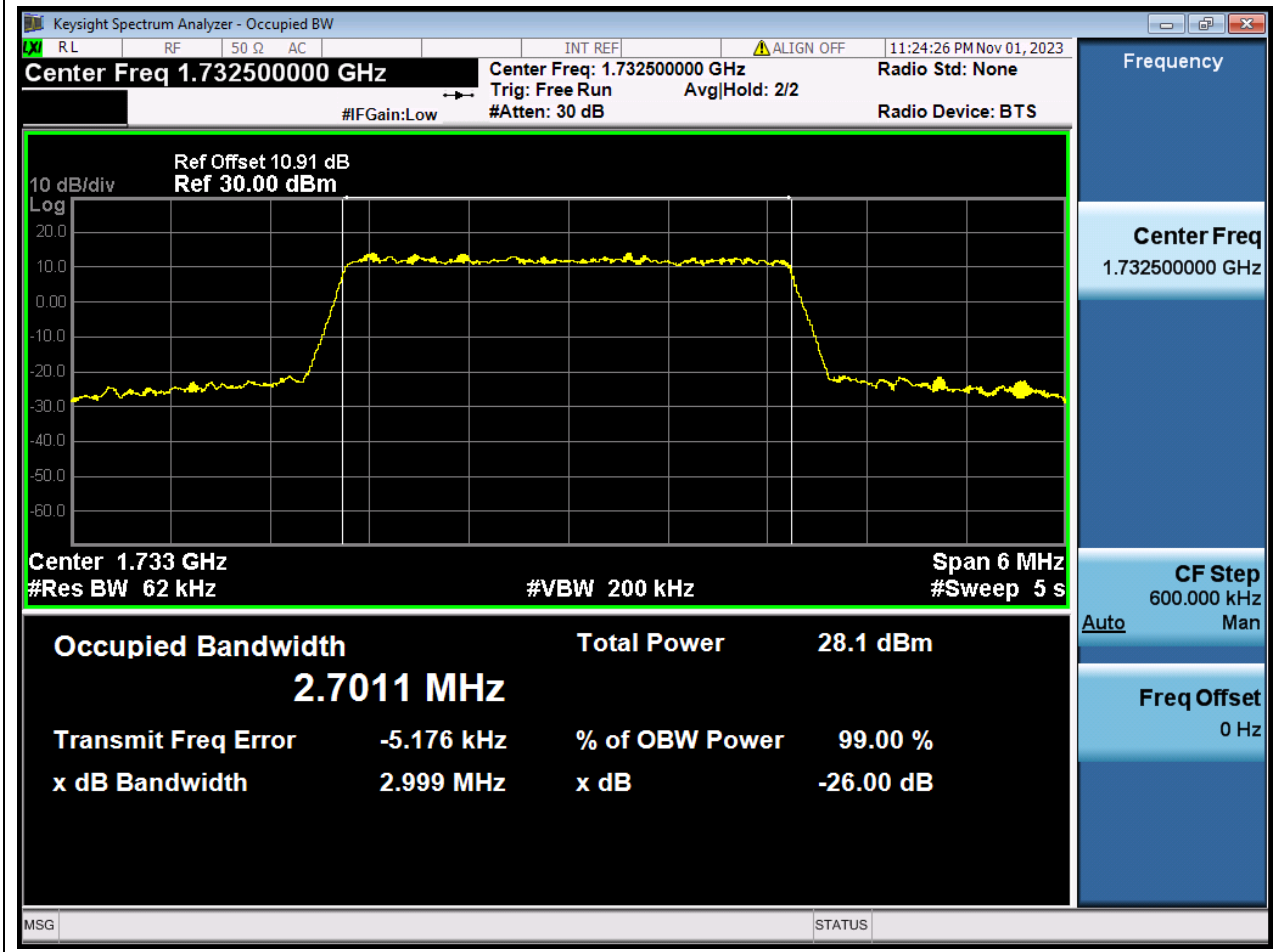 Keysight Spectrum Analyzer - Occupied BW
LXI RL RF 50 Ω AC INT REF ALIGN OFF 11:24:26 PM Nov 01, 2023
Center Freq 1.732500000 GHz Center Freq: 1.732500000 GHz Radio Std: None
Trig: Free Run Avg|Hold: 2/2
#IFGain:Low #Atten: 30 dB Radio Device: BTS
Ref Offset 10.91 dB
10 dB/div Ref 30.00 dBm
Log
20.0
10.0
0.00
-10.0
-20.0
-30.0
-40.0
-50.0
-60.0
Center 1.733 GHz Span 6 MHz
#Res BW 62 kHz #VBW 200 kHz #Sweep 5 s
Occupied Bandwidth Total Power 28.1 dBm
2.7011 MHz
Transmit Freq Error -5.176 kHz % of OBW Power 99.00 %
x dB Bandwidth 2.999 MHz x dB -26.00 dB
Frequency
Center Freq
1.732500000 GHz
CF Step
600.000 kHz
Auto Man
Freq Offset
0 Hz
MSG STATUS